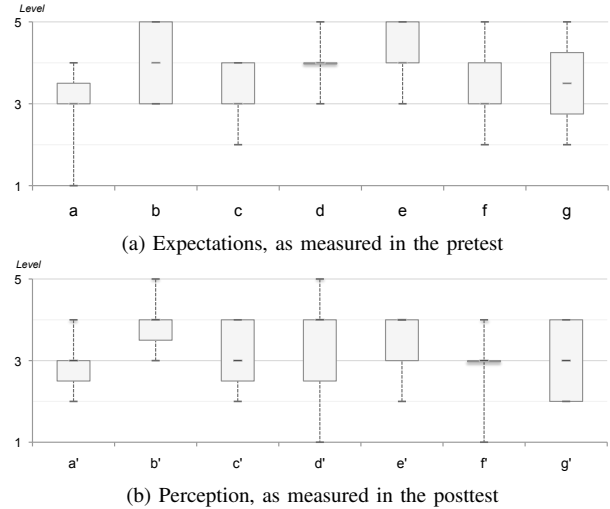 Level
5
3
1
a b c d e f g
(a) Expectations, as measured in the pretest
Level
5
3
1
a' b' c' d' e' f' g'
(b) Perception, as measured in the posttest